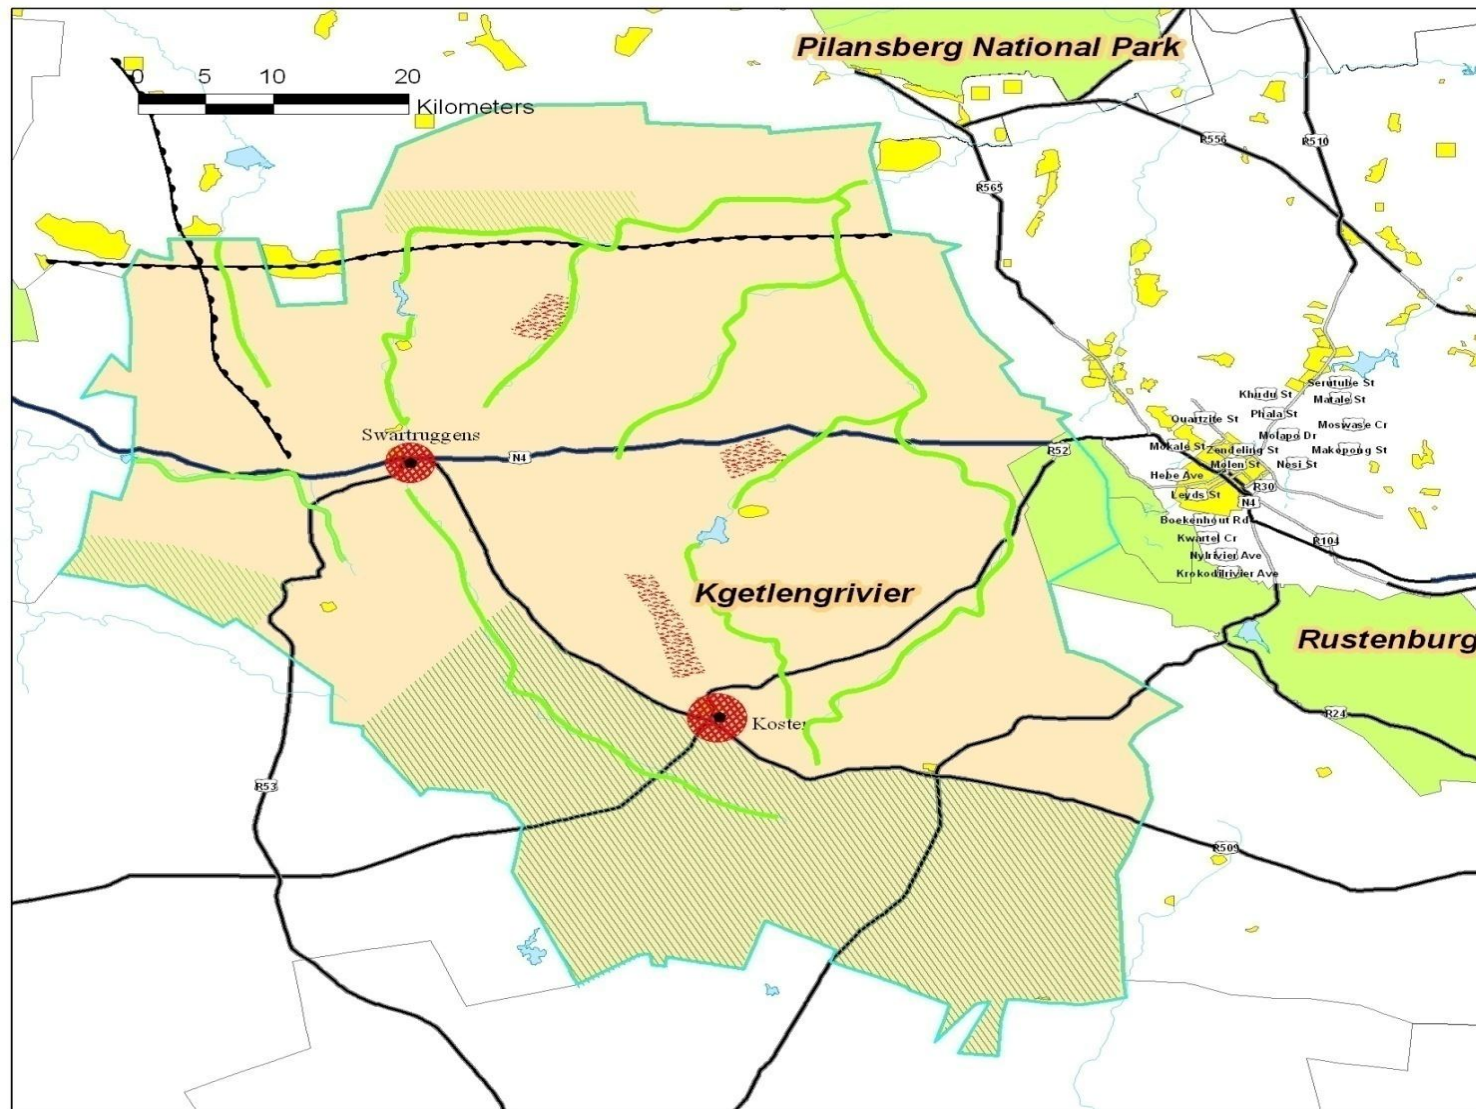 Pilansberg National Park
0 5 10 20
Kilometers
R556
R510
R565
Serutube St
Khudu St
Matale St
Quartzite St
Phala St
Moswase Cr
Molapo Dr
Swartruggens
Mokale St
Zendeling St
Makopong St
R52
N4
Molen St
Nosi St
Hebe Ave
R30
Leyds St
N4
Boekenhout Rd
Kwartel Cr
R104
Nylrivier Ave
Krokodilrivier Ave
Kgetlengrivier
Rustenburg
Koster
R24
R53
R509